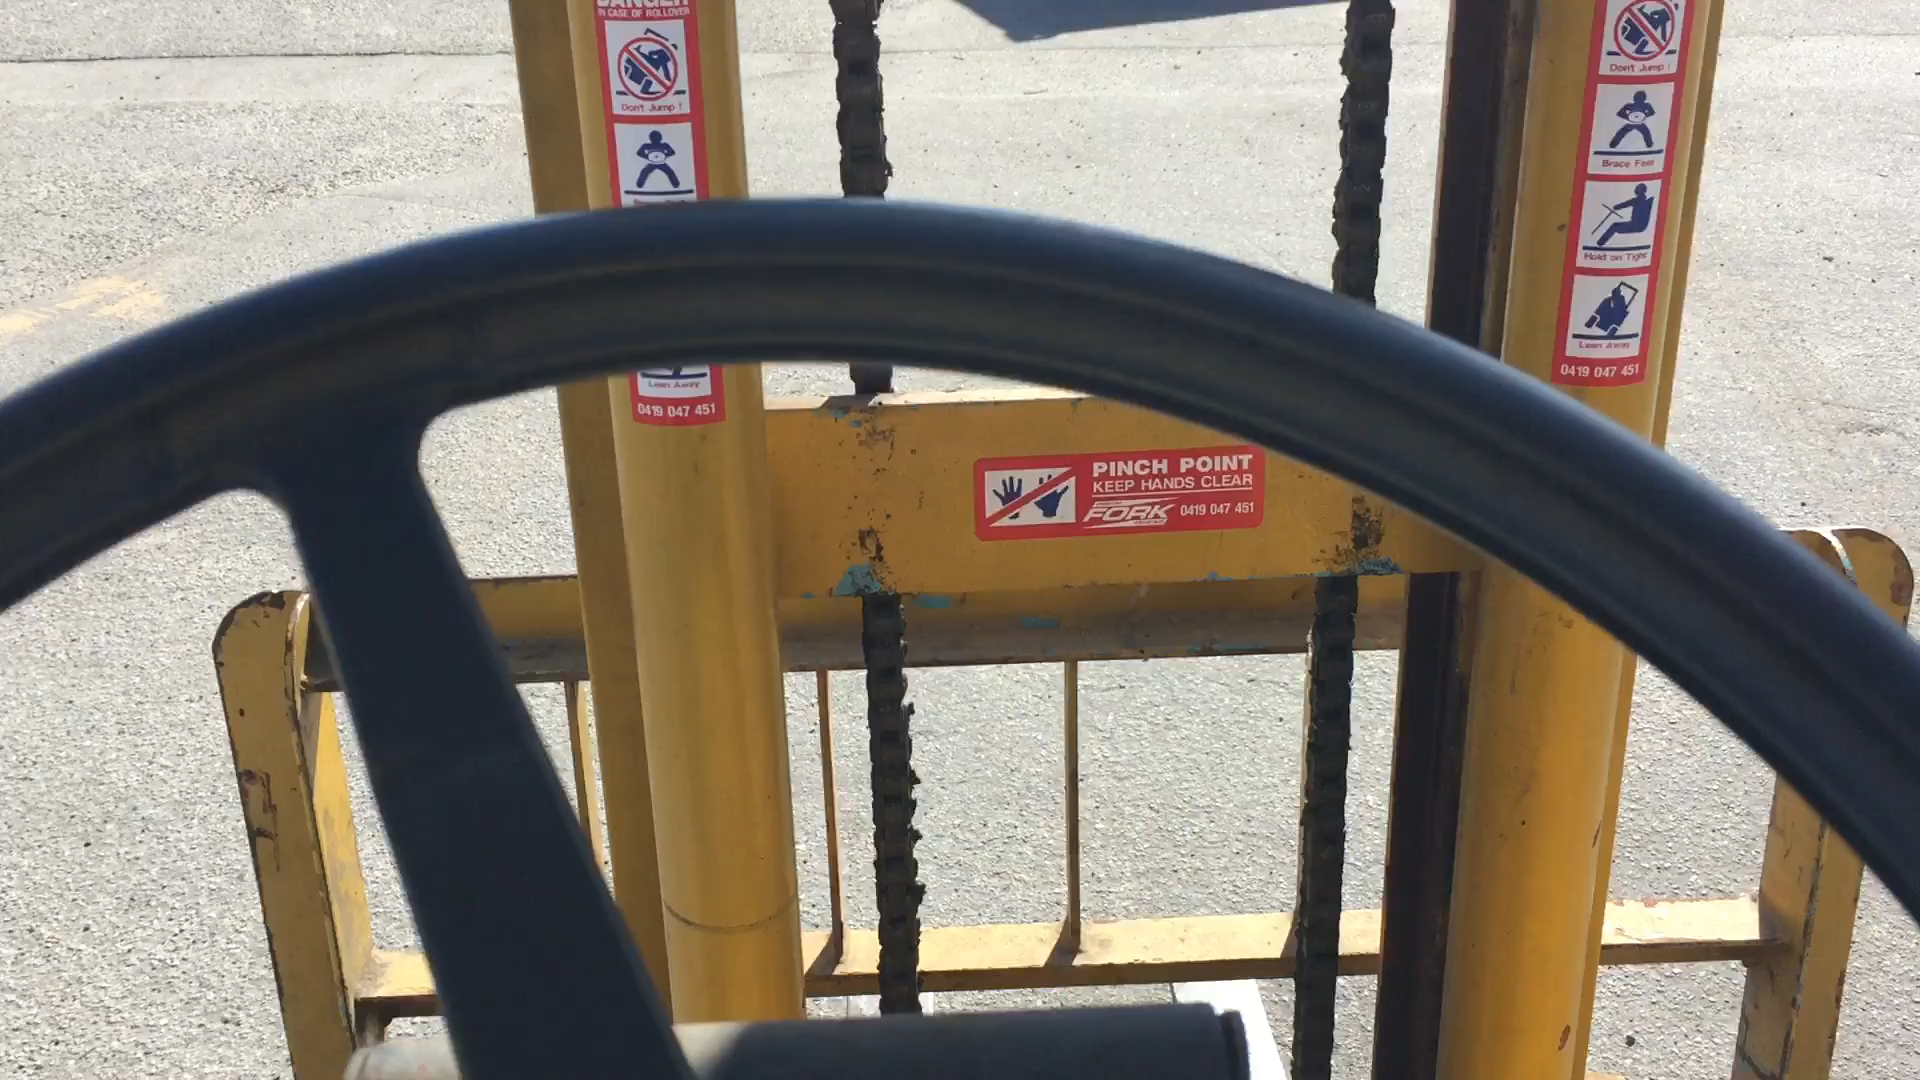 DANGER
IN CASE OF ROLLOVER
Don't Jump !
Lean Away
0419 047 451
PINCH POINT
KEEP HANDS CLEAR
FORK
0419 047 451
Don't Jump !
Brace Feet
Hold on Tight
Lean Away
0419 047 451